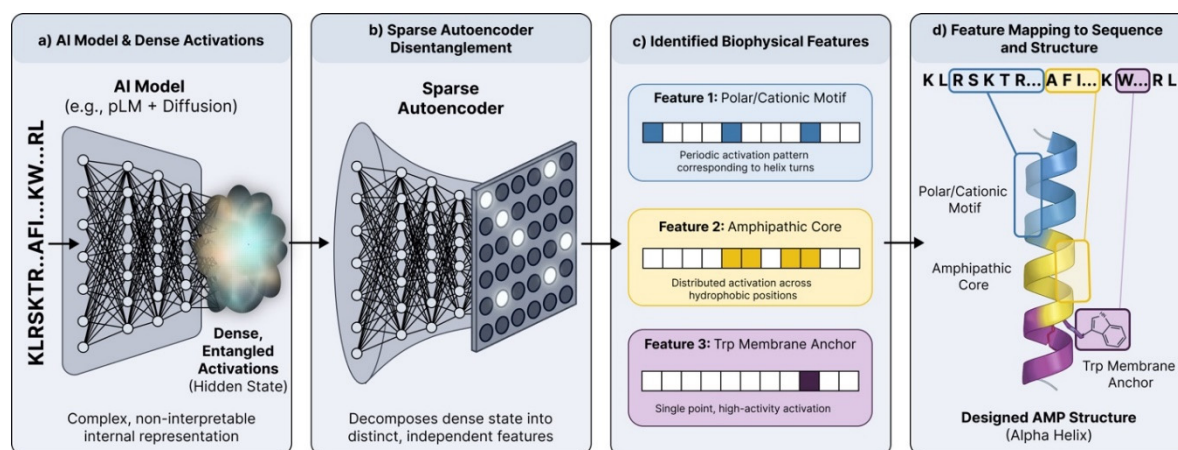 a) AI Model & Dense Activations
AI Model
(e.g., pLM + Diffusion)
KLRSKTR...AFI...KW...RL
Dense,
Entangled
Activations
(Hidden State)
Complex, non-interpretable
internal representation
b) Sparse Autoencoder
Disentanglement
Sparse
Autoencoder
Decomposes dense state into
distinct, independent features
c) Identified Biophysical Features
Feature 1: Polar/Cationic Motif
Periodic activation pattern
corresponding to helix turns
Feature 2: Amphipathic Core
Distributed activation across
hydrophobic positions
Feature 3: Trp Membrane Anchor
Single point, high-activity activation
d) Feature Mapping to Sequence
and Structure
K L R S K T R... A F I... K W... R L
Polar/Cationic
Motif
Amphipathic
Core
Trp Membrane
Anchor
Designed AMP Structure
(Alpha Helix)